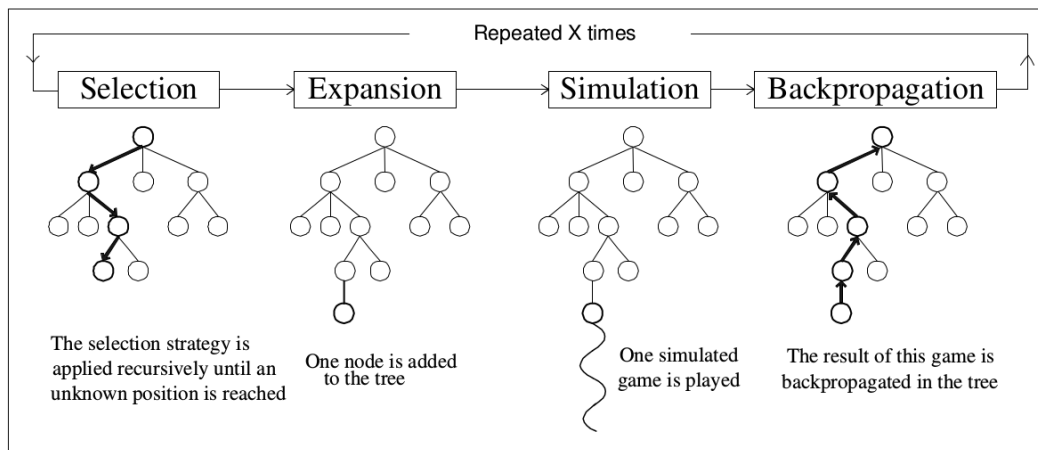 Repeated X times
Selection
Expansion
Simulation
Backpropagation
The selection strategy is
applied recursively until an
unknown position is reached
One node is added
to the tree
One simulated
game is played
The result of this game is
backpropagated in the tree